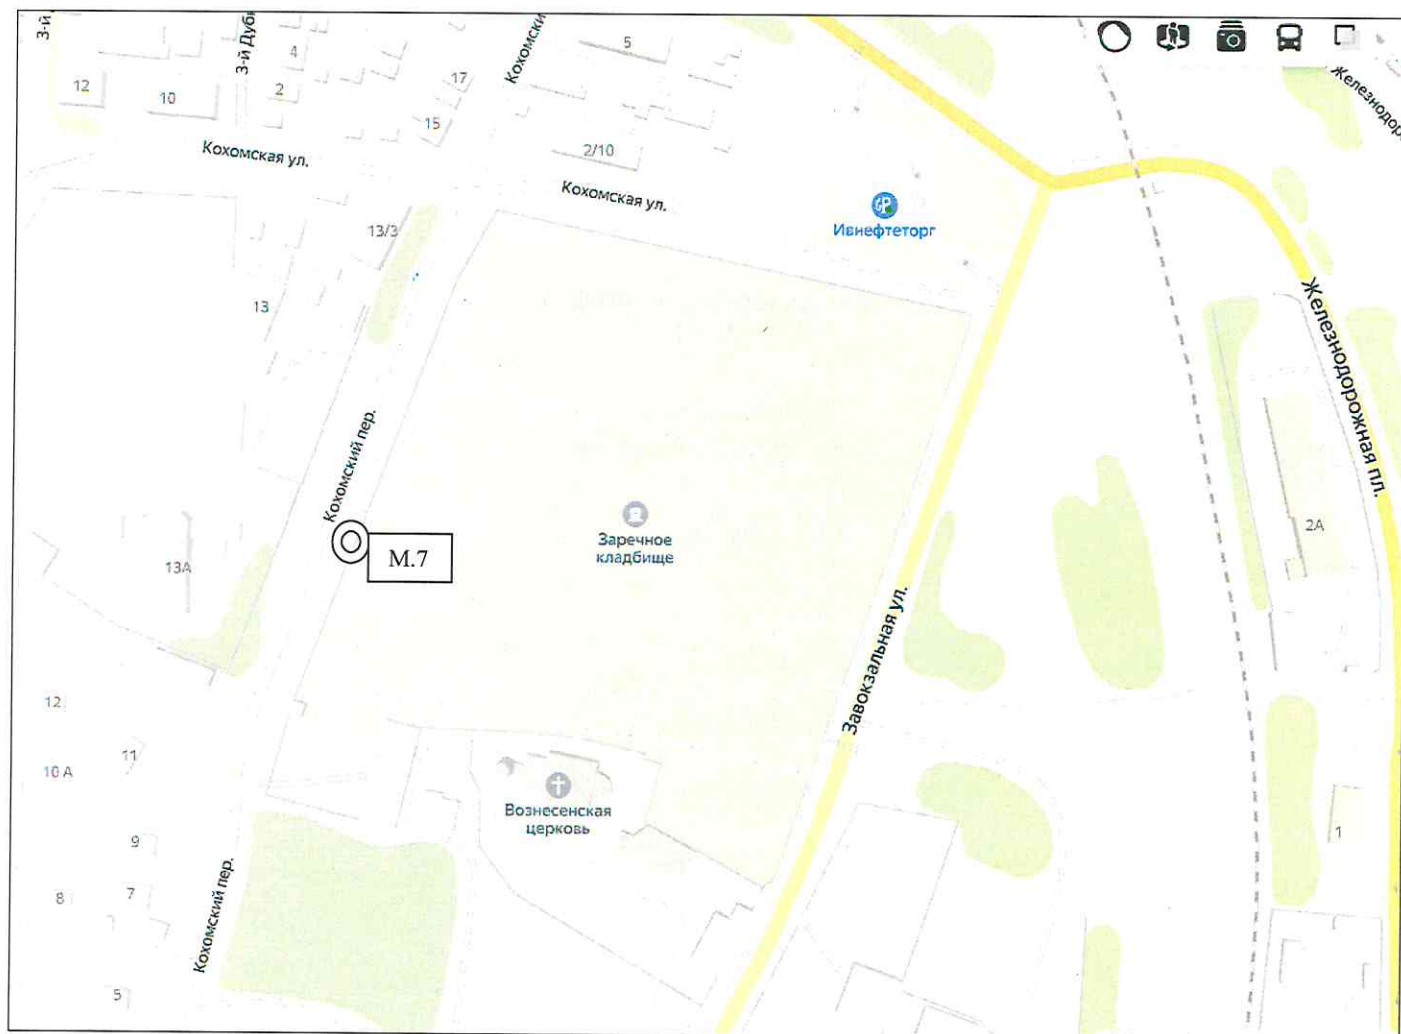 3-й
3-й Дуб
Кохомски
5
Железнодор
4
12
10
2
17
15
Кохомская ул.
2/10
Кохомская ул.
Ивнефтеторг
13/3
13
Железнодорожная пл.
Кохомский пер.
Заречное
кладбище
2А
М.7
13А
Завокзальная ул.
12
11
10 А
Вознесенская
церковь
1
9
7
8
Кохомский пер.
5